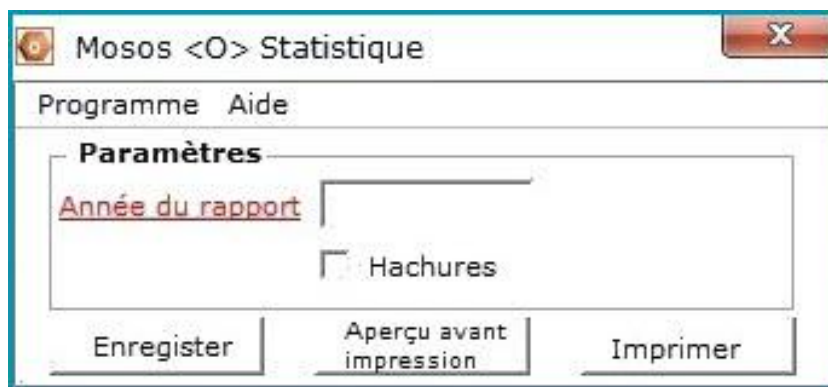 Mosos <O> Statistique
Programme Aide
Paramètres
Année du rapport
Hachures
Enregister
Aperçu avant
impression
Imprimer